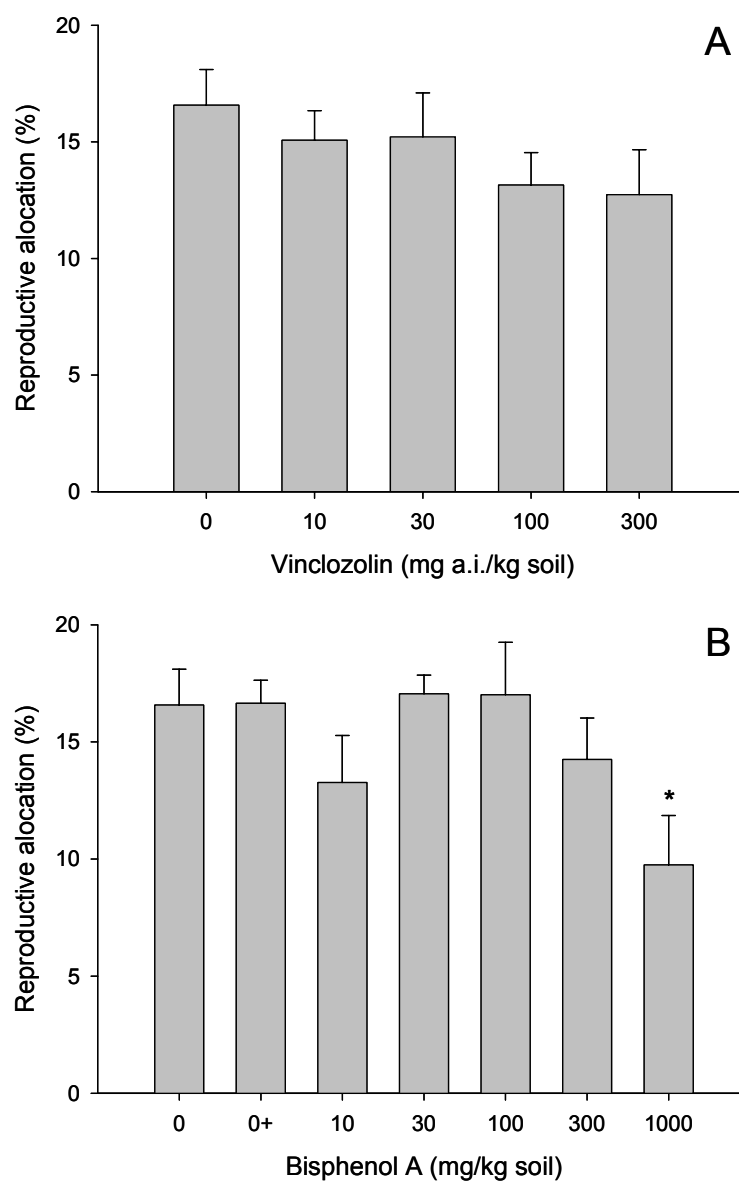 A
20
15
10
5
0
Reproductive alocation (%)
0 10 30 100 300
Vinclozolin (mg a.i./kg soil)
B
20
15
10
5
0
Reproductive alocation (%)
*
0 0+ 10 30 100 300 1000
Bisphenol A (mg/kg soil)